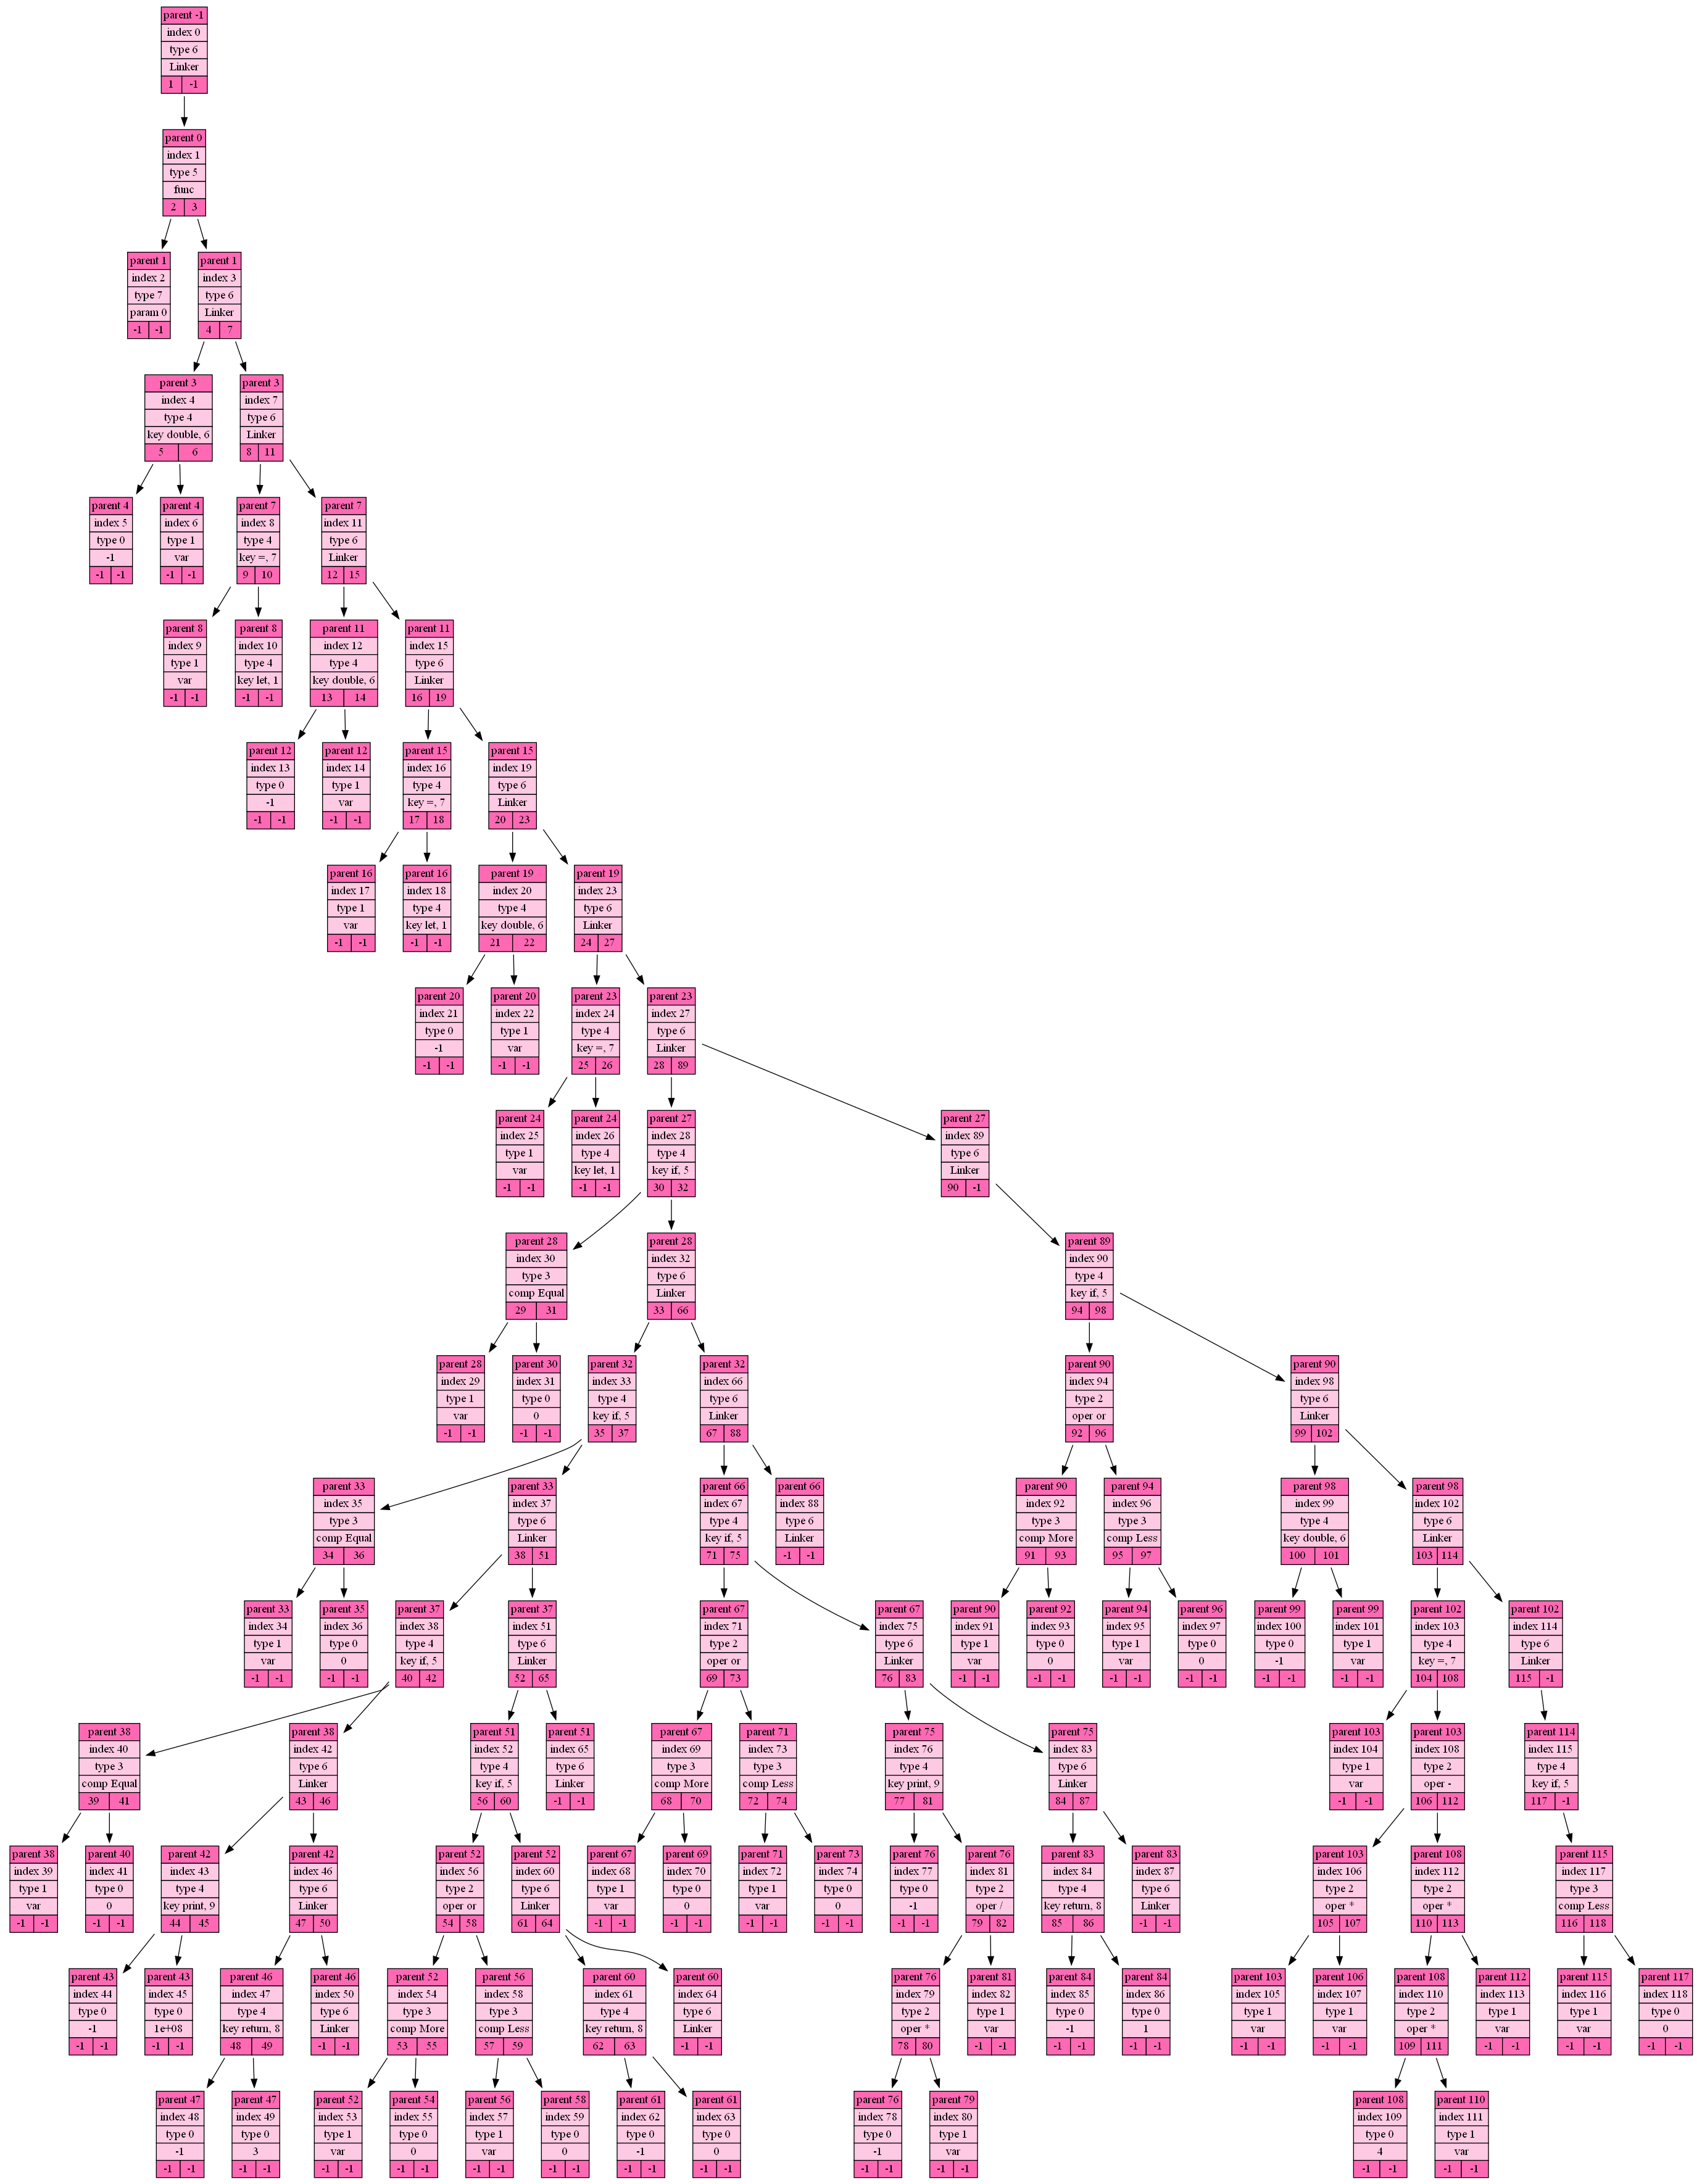 parent -1
index 0
type 6
Linker
1 -1
parent 0
index 1
type 5
func
2 3
parent 1
index 2
type 7
param 0
-1 -1
parent 1
index 3
type 6
Linker
4 7
parent 3
index 4
type 4
key double, 6
5 6
parent 3
index 7
type 6
Linker
8 11
parent 4
index 5
type 0
-1
-1 -1
parent 4
index 6
type 1
var
-1 -1
parent 7
index 8
type 4
key =, 7
9 10
parent 7
index 11
type 6
Linker
12 15
parent 8
index 9
type 1
var
-1 -1
parent 8
index 10
type 4
key let, 1
-1 -1
parent 11
index 12
type 4
key double, 6
13 14
parent 11
index 15
type 6
Linker
16 19
parent 12
index 13
type 0
-1
-1 -1
parent 12
index 14
type 1
var
-1 -1
parent 15
index 16
type 4
key =, 7
17 18
parent 15
index 19
type 6
Linker
20 23
parent 16
index 17
type 1
var
-1 -1
parent 16
index 18
type 4
key let, 1
-1 -1
parent 19
index 20
type 4
key double, 6
21 22
parent 19
index 23
type 6
Linker
24 27
parent 20
index 21
type 0
-1
-1 -1
parent 20
index 22
type 1
var
-1 -1
parent 23
index 24
type 4
key =, 7
25 26
parent 23
index 27
type 6
Linker
28 89
parent 24
index 25
type 1
var
-1 -1
parent 24
index 26
type 4
key let, 1
-1 -1
parent 27
index 28
type 4
key if, 5
30 32
parent 27
index 89
type 6
Linker
90 -1
parent 28
index 30
type 3
comp Equal
29 31
parent 28
index 32
type 6
Linker
33 66
parent 89
index 90
type 4
key if, 5
94 98
parent 28
index 29
type 1
var
-1 -1
parent 30
index 31
type 0
0
-1 -1
parent 32
index 33
type 4
key if, 5
35 37
parent 32
index 66
type 6
Linker
67 88
parent 90
index 94
type 2
oper or
92 96
parent 90
index 98
type 6
Linker
99 102
parent 33
index 35
type 3
comp Equal
34 36
parent 33
index 37
type 6
Linker
38 51
parent 66
index 67
type 4
key if, 5
71 75
parent 66
index 88
type 6
Linker
-1 -1
parent 90
index 92
type 3
comp More
91 93
parent 94
index 96
type 3
comp Less
95 97
parent 98
index 99
type 4
key double, 6
100 101
parent 98
index 102
type 6
Linker
103 114
parent 33
index 34
type 1
var
-1 -1
parent 35
index 36
type 0
0
-1 -1
parent 37
index 38
type 4
key if, 5
40 42
parent 37
index 51
type 6
Linker
52 65
parent 67
index 71
type 2
oper or
69 73
parent 67
index 75
type 6
Linker
76 83
parent 90
index 91
type 1
var
-1 -1
parent 92
index 93
type 0
0
-1 -1
parent 94
index 95
type 1
var
-1 -1
parent 96
index 97
type 0
0
-1 -1
parent 99
index 100
type 0
-1
-1 -1
parent 99
index 101
type 1
var
-1 -1
parent 102
index 103
type 4
key =, 7
104 108
parent 102
index 114
type 6
Linker
115 -1
parent 38
index 40
type 3
comp Equal
39 41
parent 38
index 42
type 6
Linker
43 46
parent 51
index 52
type 4
key if, 5
56 60
parent 51
index 65
type 6
Linker
-1 -1
parent 67
index 69
type 3
comp More
68 70
parent 71
index 73
type 3
comp Less
72 74
parent 75
index 76
type 4
key print, 9
77 81
parent 75
index 83
type 6
Linker
84 87
parent 103
index 104
type 1
var
-1 -1
parent 103
index 108
type 2
oper -
106 112
parent 114
index 115
type 4
key if, 5
117 -1
parent 38
index 39
type 1
var
-1 -1
parent 40
index 41
type 0
0
-1 -1
parent 42
index 43
type 4
key print, 9
44 45
parent 42
index 46
type 6
Linker
47 50
parent 52
index 56
type 2
oper or
54 58
parent 52
index 60
type 6
Linker
61 64
parent 67
index 68
type 1
var
-1 -1
parent 69
index 70
type 0
0
-1 -1
parent 71
index 72
type 1
var
-1 -1
parent 73
index 74
type 0
0
-1 -1
parent 76
index 77
type 0
-1
-1 -1
parent 76
index 81
type 2
oper /
79 82
parent 83
index 84
type 4
key return, 8
85 86
parent 83
index 87
type 6
Linker
-1 -1
parent 103
index 106
type 2
oper *
105 107
parent 108
index 112
type 2
oper *
110 113
parent 115
index 117
type 3
comp Less
116 118
parent 43
index 44
type 0
-1
-1 -1
parent 43
index 45
type 0
1e+08
-1 -1
parent 46
index 47
type 4
key return, 8
48 49
parent 46
index 50
type 6
Linker
-1 -1
parent 52
index 54
type 3
comp More
53 55
parent 56
index 58
type 3
comp Less
57 59
parent 60
index 61
type 4
key return, 8
62 63
parent 60
index 64
type 6
Linker
-1 -1
parent 76
index 79
type 2
oper *
78 80
parent 81
index 82
type 1
var
-1 -1
parent 84
index 85
type 0
-1
-1 -1
parent 84
index 86
type 0
1
-1 -1
parent 103
index 105
type 1
var
-1 -1
parent 106
index 107
type 1
var
-1 -1
parent 108
index 110
type 2
oper *
109 111
parent 112
index 113
type 1
var
-1 -1
parent 115
index 116
type 1
var
-1 -1
parent 117
index 118
type 0
0
-1 -1
parent 47
index 48
type 0
-1
-1 -1
parent 47
index 49
type 0
3
-1 -1
parent 52
index 53
type 1
var
-1 -1
parent 54
index 55
type 0
0
-1 -1
parent 56
index 57
type 1
var
-1 -1
parent 58
index 59
type 0
0
-1 -1
parent 61
index 62
type 0
-1
-1 -1
parent 61
index 63
type 0
0
-1 -1
parent 76
index 78
type 0
-1
-1 -1
parent 79
index 80
type 1
var
-1 -1
parent 108
index 109
type 0
4
-1 -1
parent 110
index 111
type 1
var
-1 -1